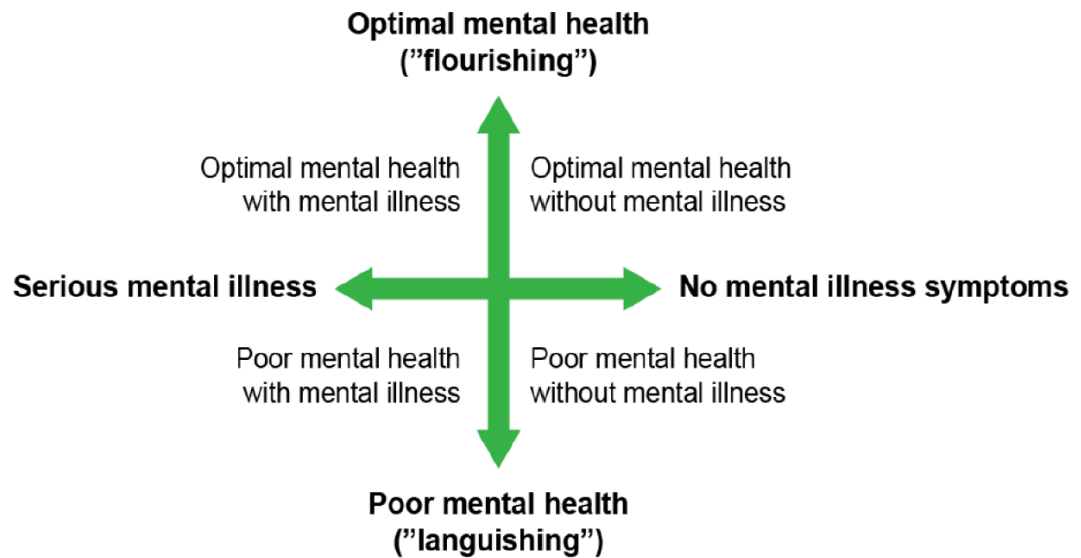 Optimal mental health
(”flourishing”)
Optimal mental health
with mental illness
Optimal mental health
without mental illness
Serious mental illness
No mental illness symptoms
Poor mental health
with mental illness
Poor mental health
without mental illness
Poor mental health
(”languishing”)